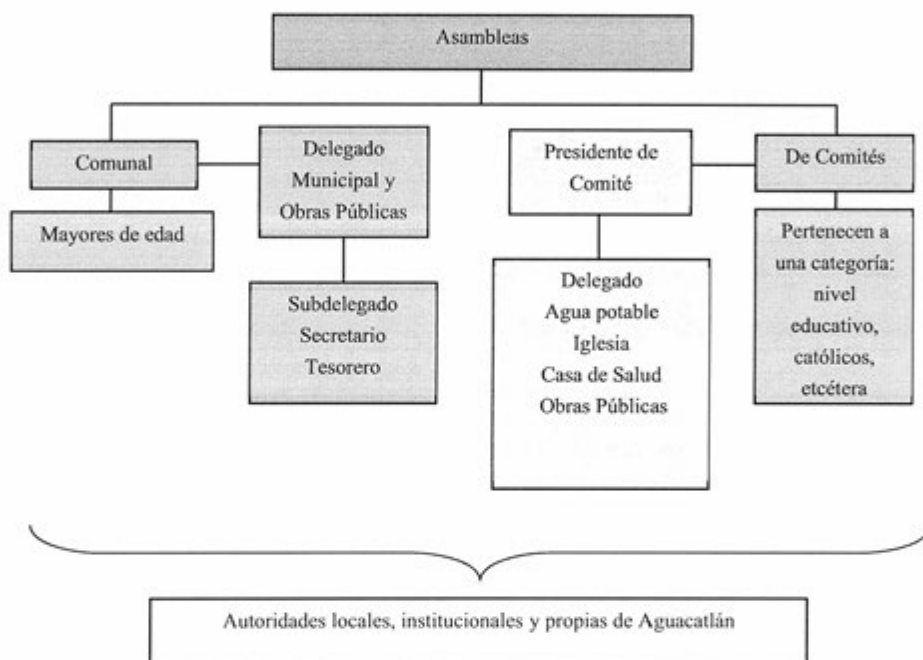 Asambleas
Comunal
Mayores de edad
Delegado
Municipal y
Obras Públicas
Subdelegado
Secretario
Tesorero
Presidente de
Comité
Delegado
Agua potable
Iglesia
Casa de Salud
Obras Públicas
De Comités
Pertenecen a
una categoría:
nivel
educativo,
católicos,
etcétera
Autoridades locales, institucionales y propias de Aguacatlán